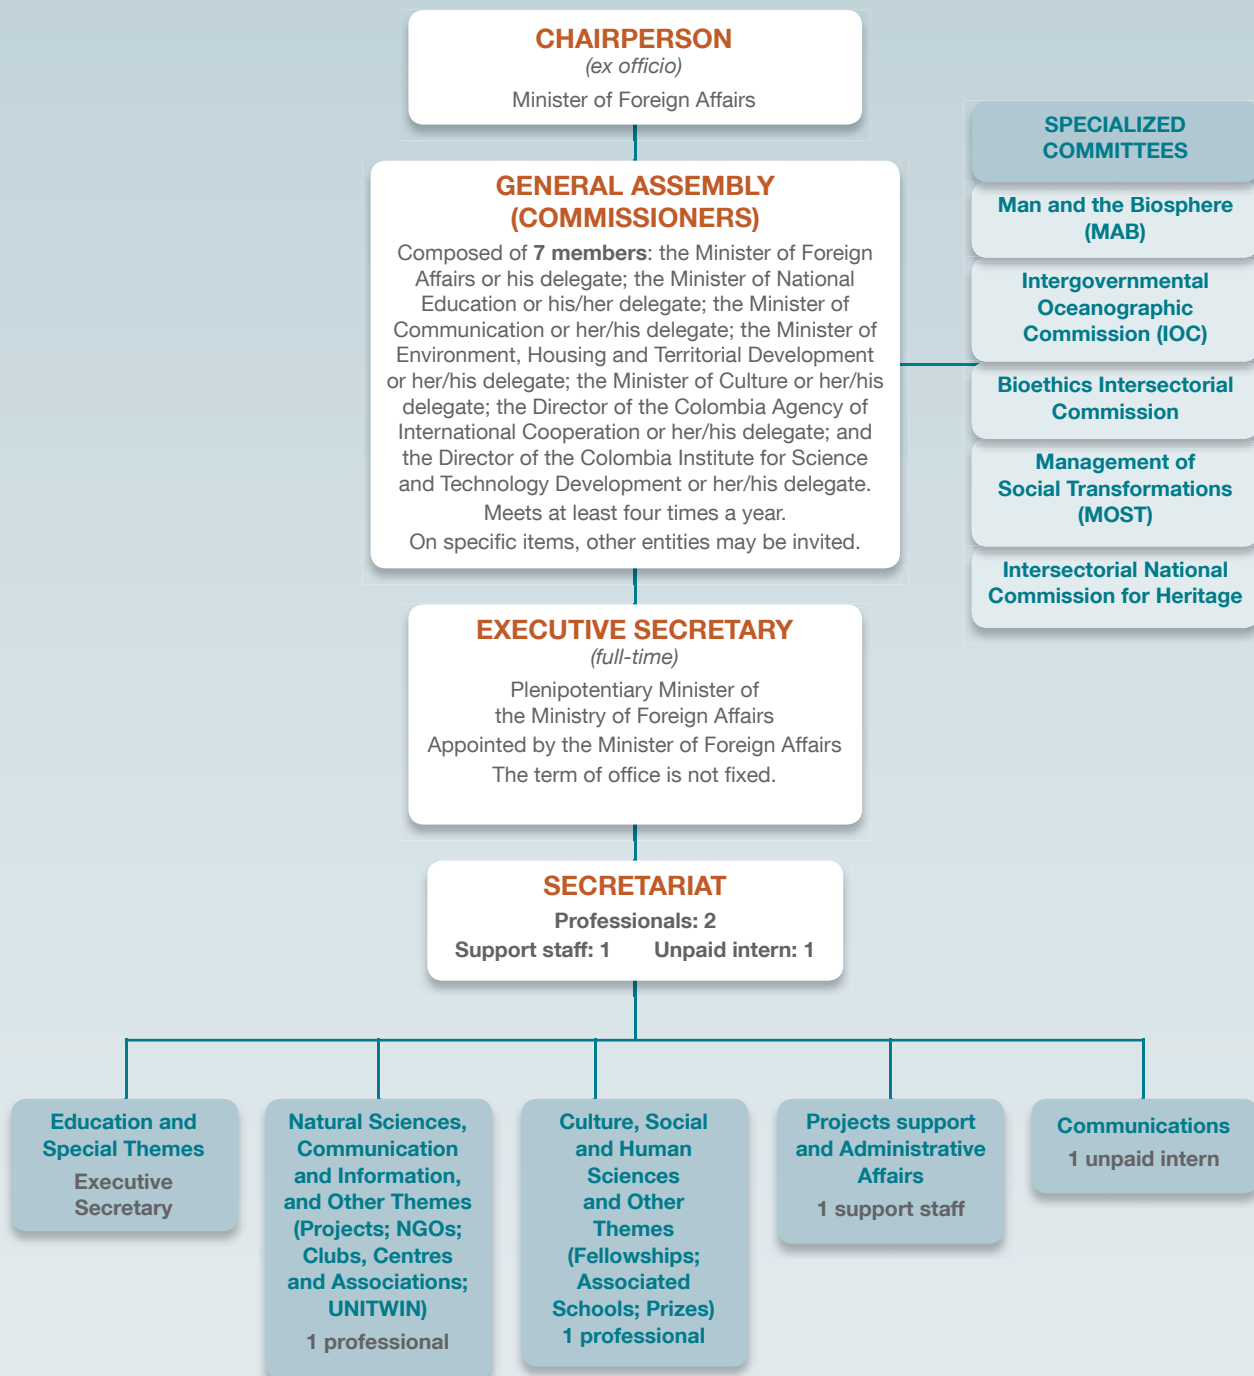 CHAIRPERSON
(ex officio)
Minister of Foreign Affairs
GENERAL ASSEMBLY
(COMMISSIONERS)
Composed of 7 members: the Minister of Foreign
Affairs or his delegate; the Minister of National
Education or his/her delegate; the Minister of
Communication or her/his delegate; the Minister of
Environment, Housing and Territorial Development
or her/his delegate; the Minister of Culture or her/his
delegate; the Director of the Colombia Agency of
International Cooperation or her/his delegate; and
the Director of the Colombia Institute for Science
and Technology Development or her/his delegate.
Meets at least four times a year.
On specific items, other entities may be invited.
SPECIALIZED
COMMITTEES
Man and the Biosphere
(MAB)
Intergovernmental
Oceanographic
Commission (IOC)
Bioethics Intersectorial
Commission
Management of
Social Transformations
(MOST)
Intersectorial National
Commission for Heritage
EXECUTIVE SECRETARY
(full-time)
Plenipotentiary Minister of
the Ministry of Foreign Affairs
Appointed by the Minister of Foreign Affairs
The term of office is not fixed.
SECRETARIAT
Professionals: 2
Support staff: 1 Unpaid intern: 1
Education and
Special Themes
Executive
Secretary
Natural Sciences,
Communication
and Information,
and Other Themes
(Projects; NGOs;
Clubs, Centres
and Associations;
UNITWIN)
1 professional
Culture, Social
and Human
Sciences
and Other
Themes
(Fellowships;
Associated
Schools; Prizes)
1 professional
Projects support
and Administrative
Affairs
1 support staff
Communications
1 unpaid intern